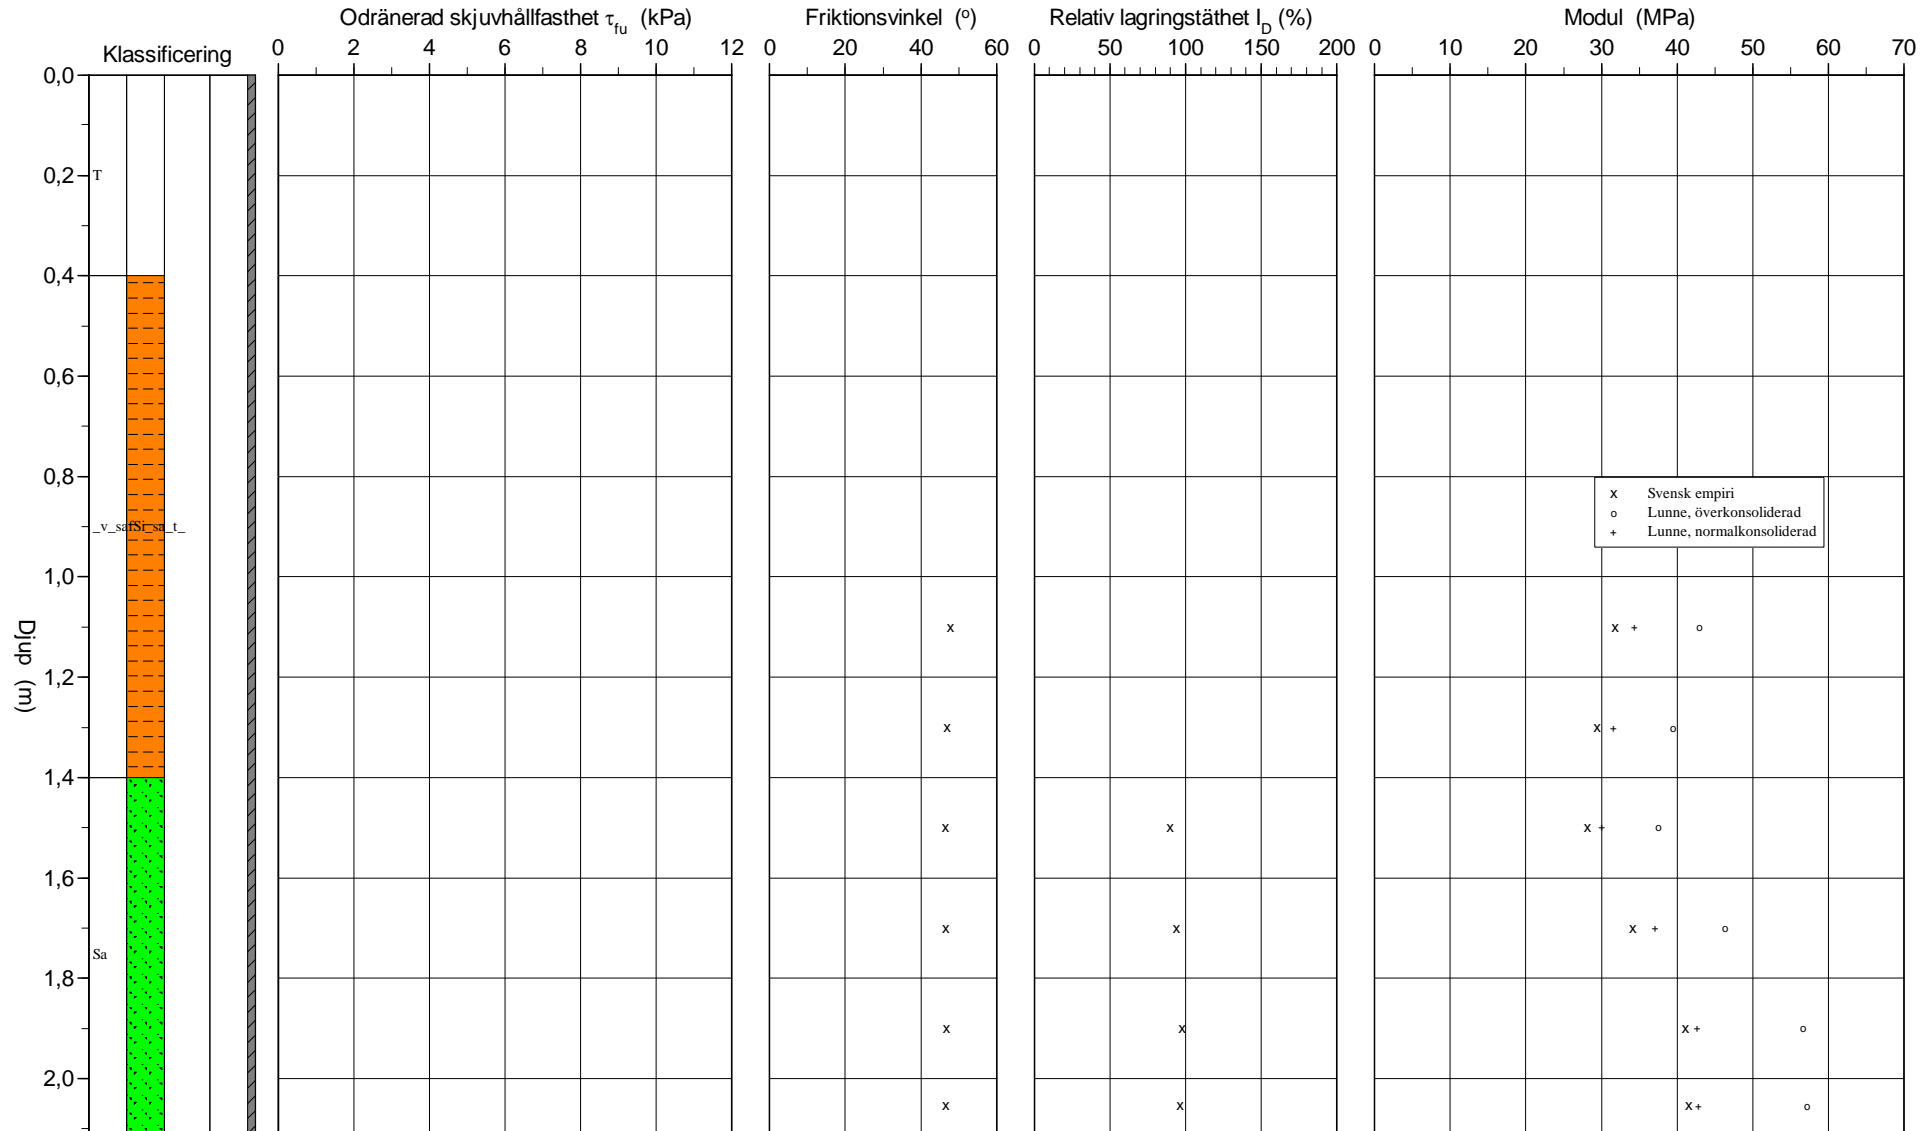 Odränerad skjuvhållfasthet τfu (kPa)
Friktionsvinkel (o)
Relativ lagringstäthet ID (%)
Modul (MPa)
Klassificering
0 2 4 6 8 10 12
0 20 40 60
0 50 100 150 200
0 10 20 30 40 50 60 70
0,0
T
0,2
0,4
0,6
0,8
x Svensk empiri
o Lunne, överkonsoliderad
+ Lunne, normalkonsoliderad
_v_safSi_sa_t_
1,0
Djup (m)
1,2
1,4
1,6
Sa
1,8
2,0